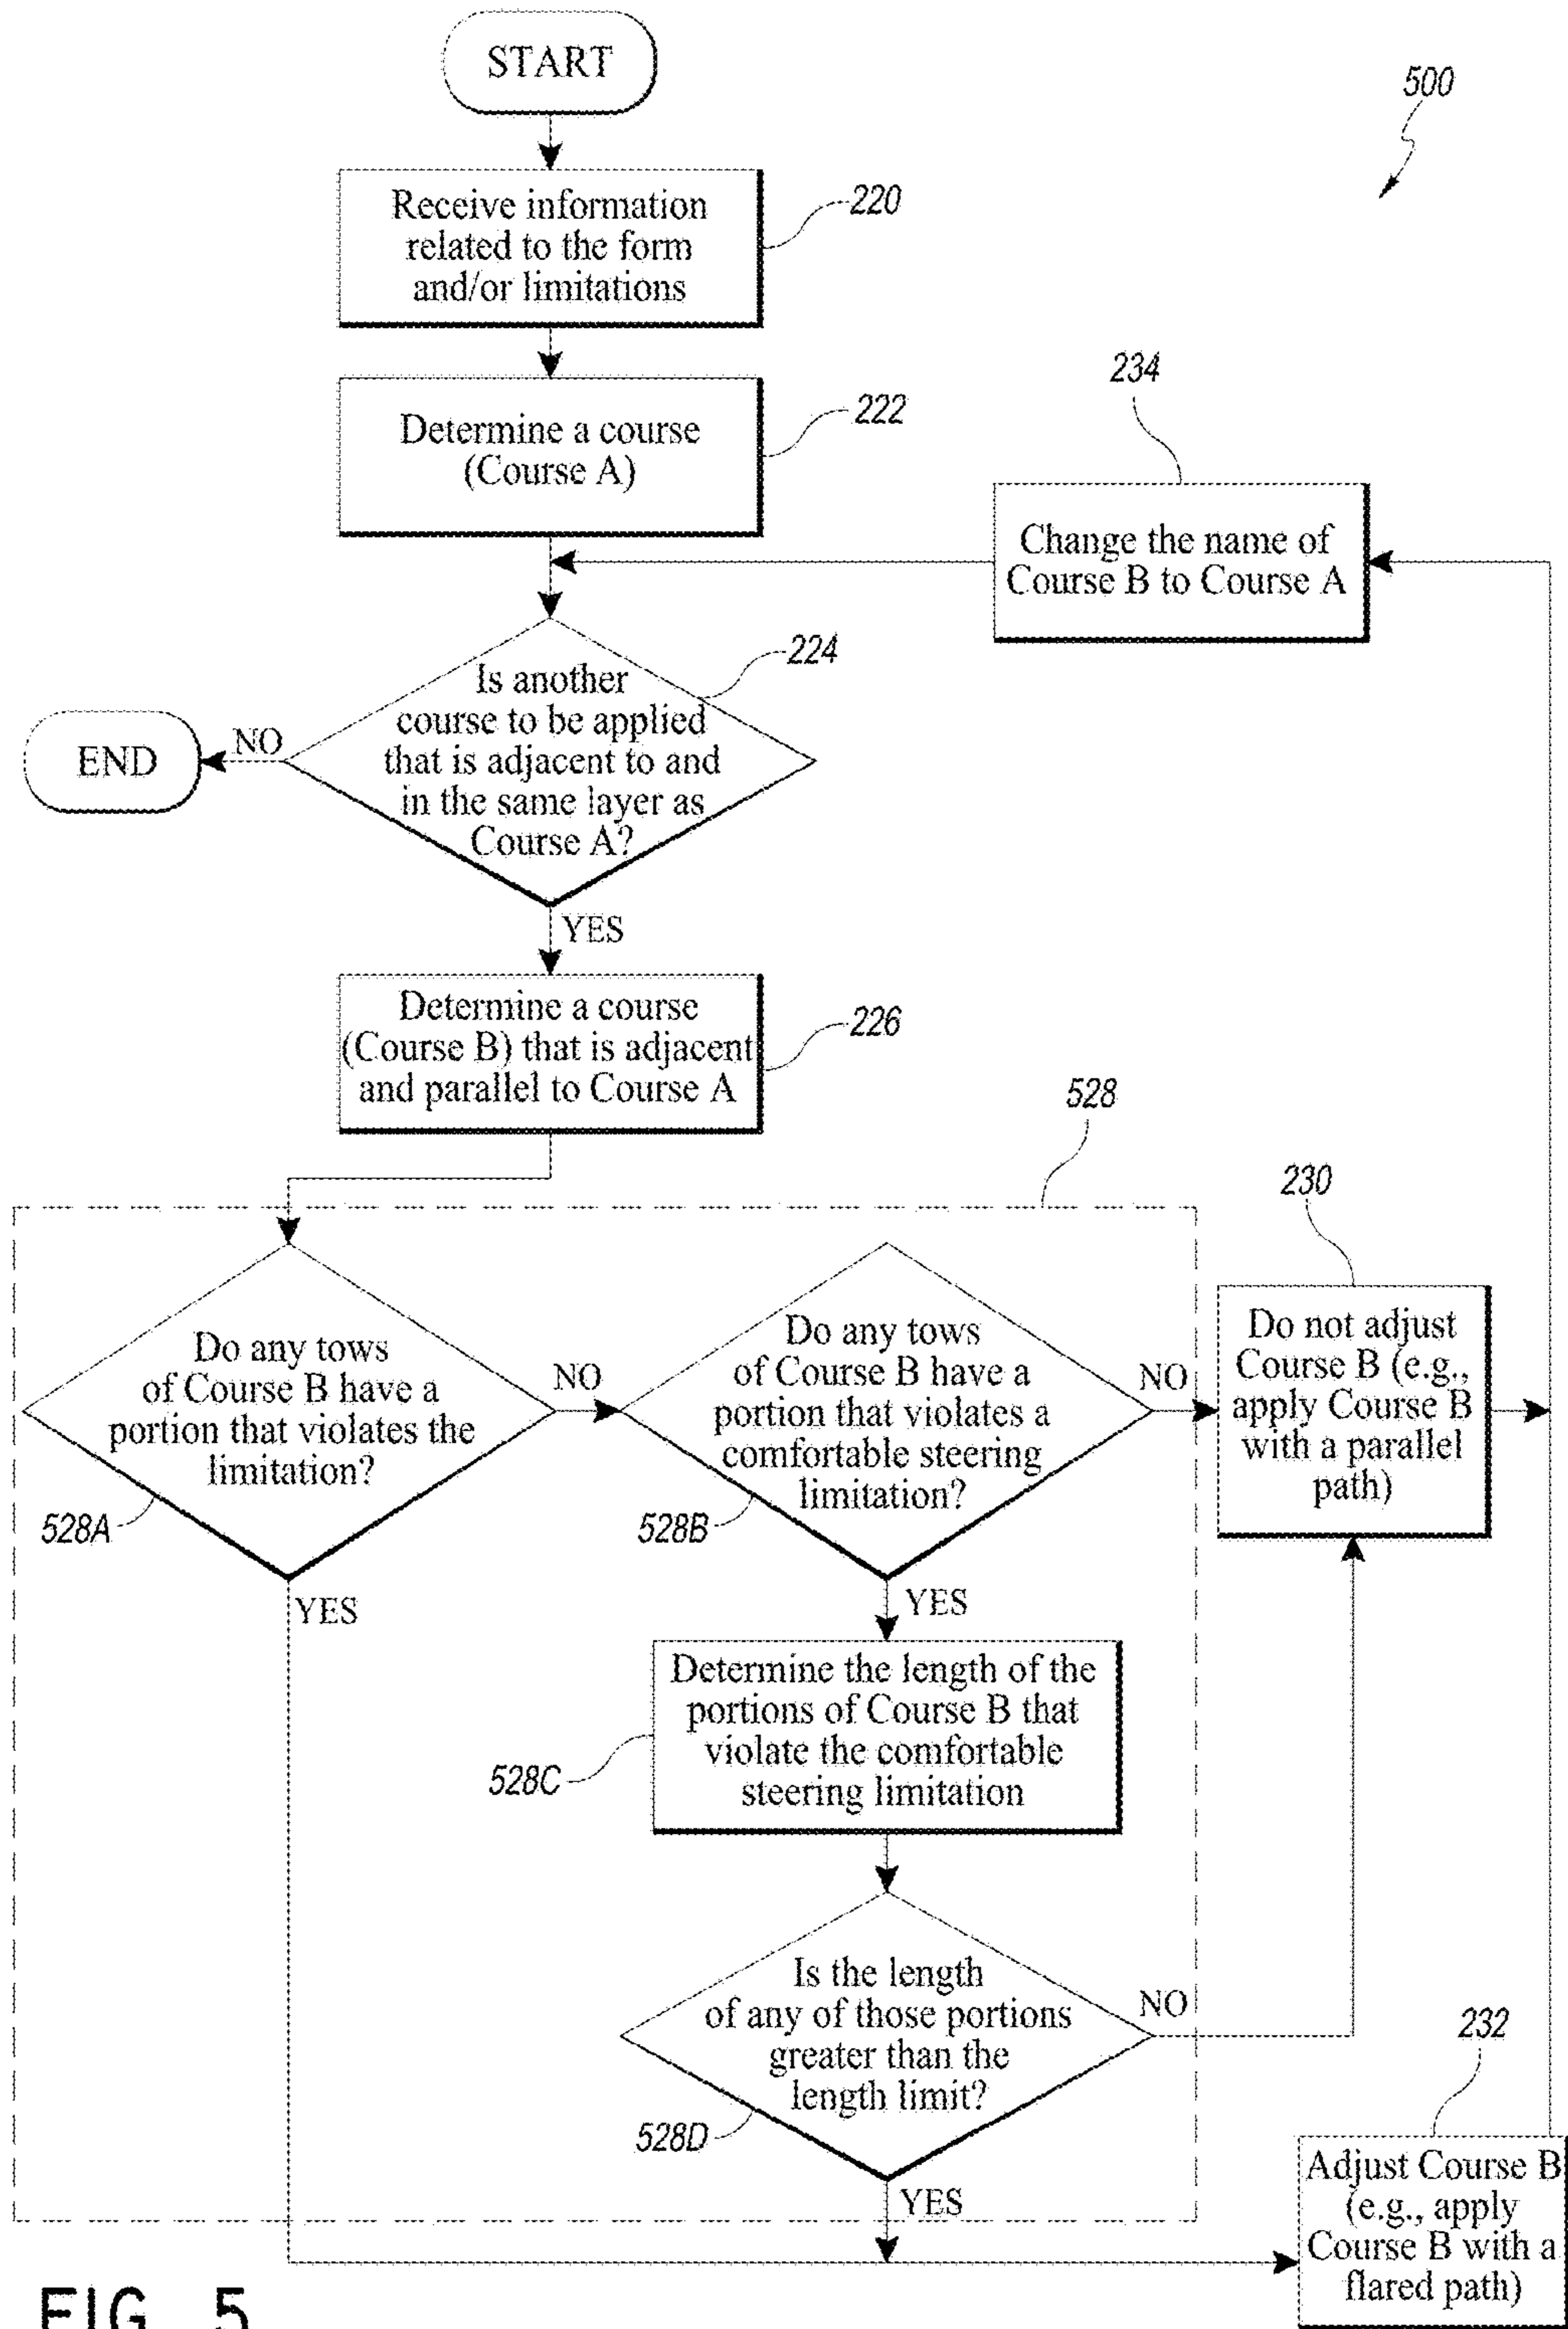 START
500
Receive information
related to the form
and/or limitations
220
234
Determine a course
(Course A)
222
Change the name of
Course B to Course A
224
Is another
course to be applied
that is adjacent to and
in the same layer as
Course A?
NO
END
YES
Determine a course
(Course B) that is adjacent
and parallel to Course A
226
528
230
Do any tows
of Course B have a
portion that violates the
limitation?
528A
NO
YES
Do any tows
of Course B have a
portion that violates a
comfortable steering
limitation?
528B
NO
YES
Do not adjust
Course B (e.g.,
apply Course B
with a parallel
path)
Determine the length of the
portions of Course B that
violate the comfortable
steering limitation
528C
Is the length
of any of those portions
greater than the
length limit?
528D
NO
YES
232
Adjust Course B
(e.g., apply
Course B with a
flared path)
FIG. 5